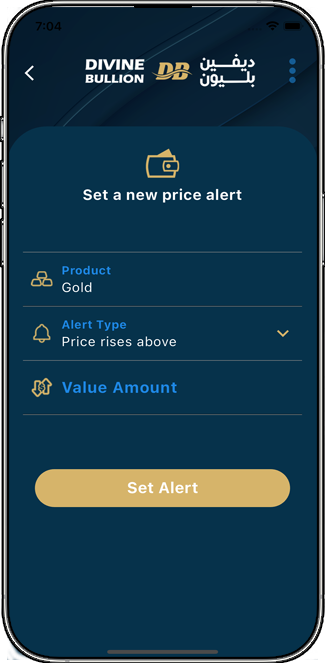 7:04
DIVINE
BULLION
DB
ديفين
بليون
Set a new price alert
Product
Gold
Alert Type
Price rises above
Value Amount
Set Alert